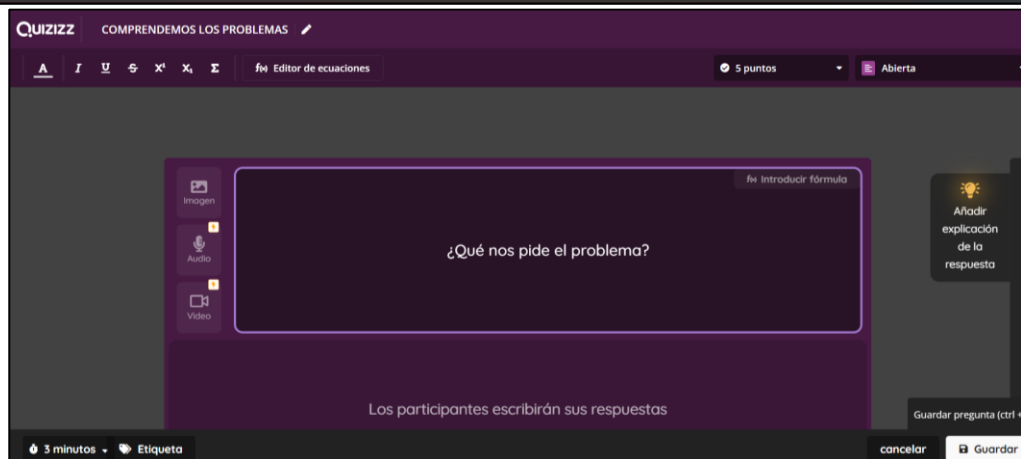 QUIZIZZ COMPRENDEMOS LOS PROBLEMAS
A I U S X² X₂ Σ f(x) Editor de ecuaciones 5 puntos Abierta
Imagen
f(x) Introducir fórmula
Audio
¿Qué nos pide el problema?
Video
Añadir
explicación
de la
respuesta
Los participantes escribirán sus respuestas
Guardar pregunta (ctrl +
3 minutos Etiqueta cancelar Guardar